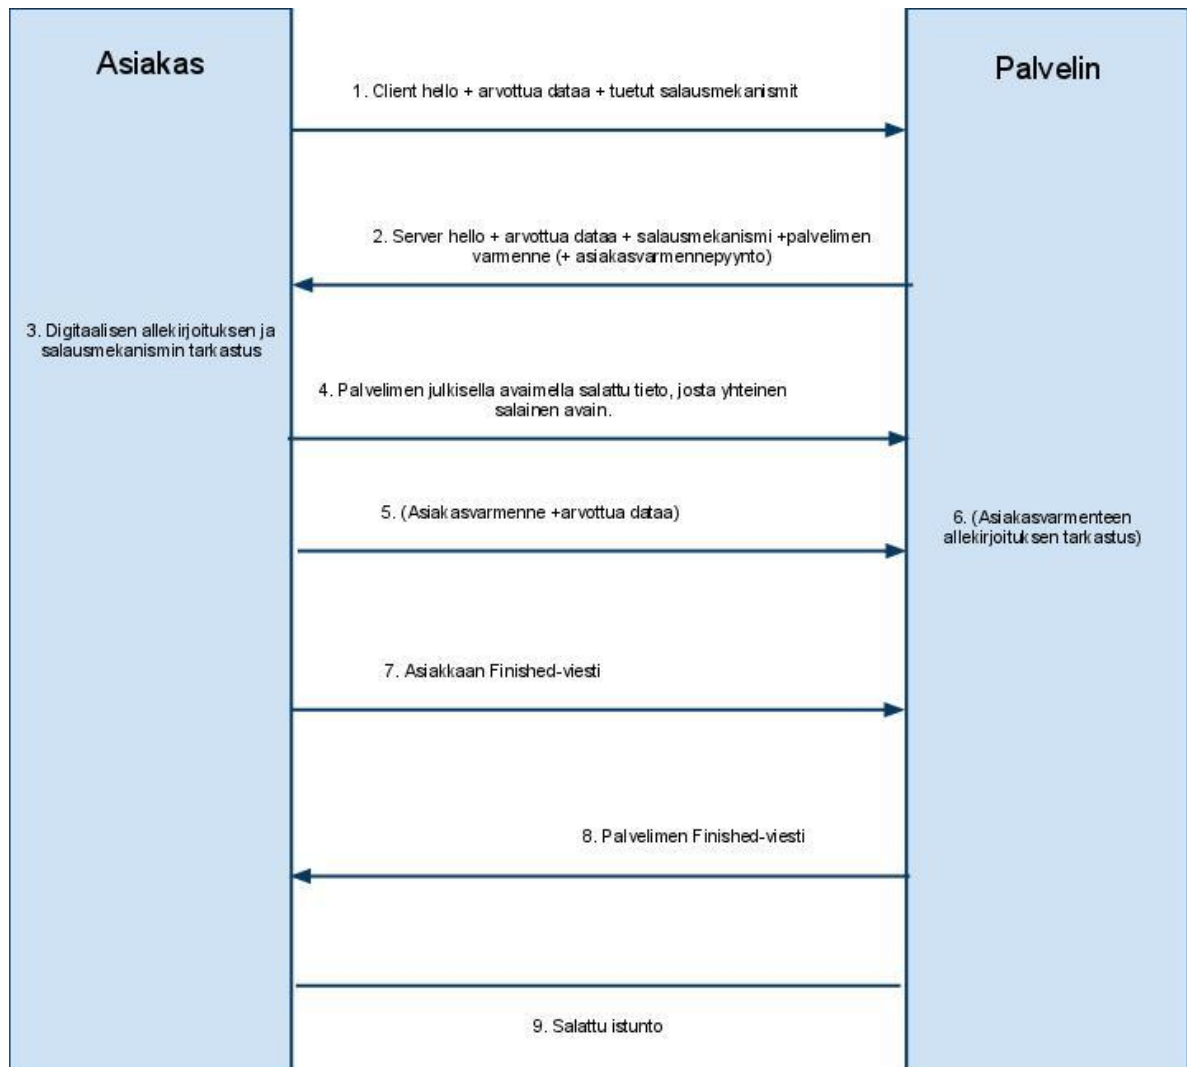 Asiakas
Palvelin
1. Client hello + arvottua dataa + tuetut salausmekanismit
2. Server hello + arvottua dataa + salausmekanismi +palvelimen
varmenne (+ asiakasvarmennepyynto)
3. Digitaalisen allekirjoituksen ja
salausmekanismin tarkastus
4. Palvelimen julkisella avaimella salattu tieto, josta yhteinen
salainen avain.
5. (Asiakasvarmenne +arvottua dataa)
6. (Asiakasvarmenteen
allekirjoituksen tarkastus)
7. Asiakkaan Finished-viesti
8. Palvelimen Finished-viesti
9. Salattu istunto